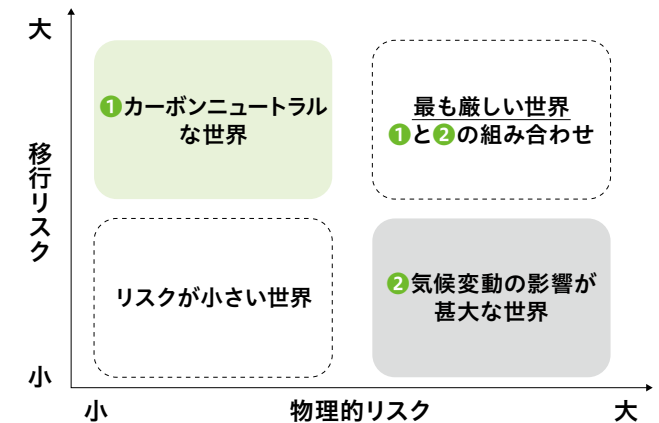 大
❶カーボンニュートラル
な世界
最も厳しい世界
❶と❷の組み合わせ
移行リスク
リスクが小さい世界
❷気候変動の影響が
甚大な世界
小
小
物理的リスク
大